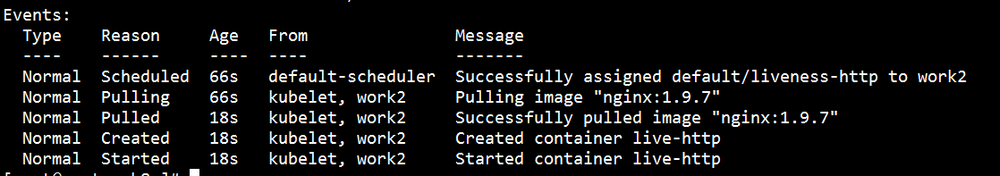 Events:
  Type    Reason     Age   From               Message
  ----    ------     ----  ----               -------
  Normal  Scheduled  66s   default-scheduler  Successfully assigned default/liveness-http to work2
  Normal  Pulling    66s   kubelet, work2     Pulling image "nginx:1.9.7"
  Normal  Pulled     18s   kubelet, work2     Successfully pulled image "nginx:1.9.7"
  Normal  Created    18s   kubelet, work2     Created container live-http
  Normal  Started    18s   kubelet, work2     Started container live-http